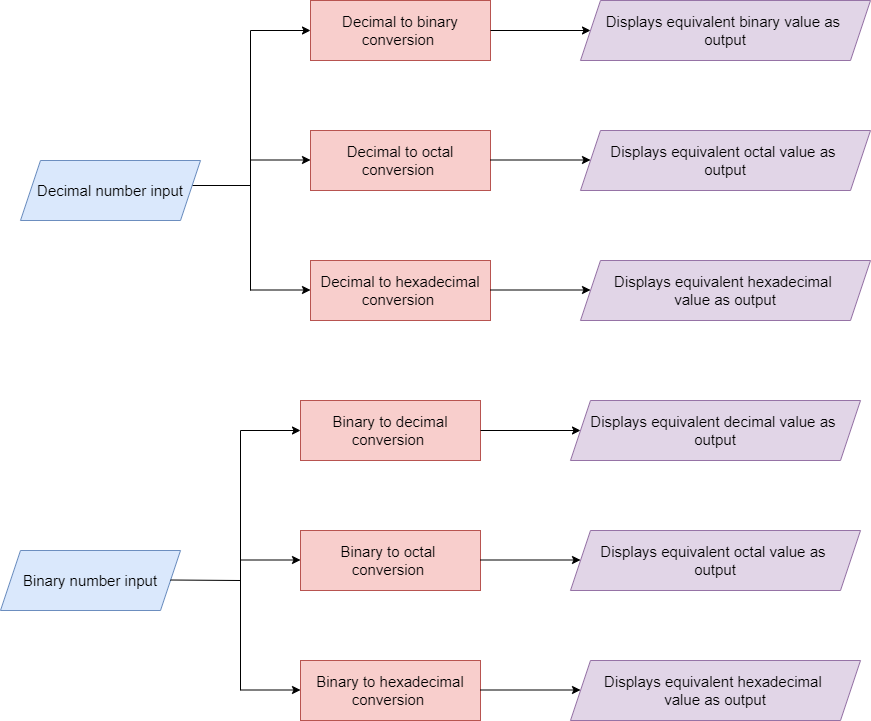 Decimal to binary
conversion
Displays equivalent binary value as
output
Decimal number input
Decimal to octal
conversion
Displays equivalent octal value as
output
Decimal to hexadecimal
conversion
Displays equivalent hexadecimal
value as output
Binary to decimal
conversion
Displays equivalent decimal value as
output
Binary number input
Binary to octal
conversion
Displays equivalent octal value as
output
Binary to hexadecimal
conversion
Displays equivalent hexadecimal
value as output